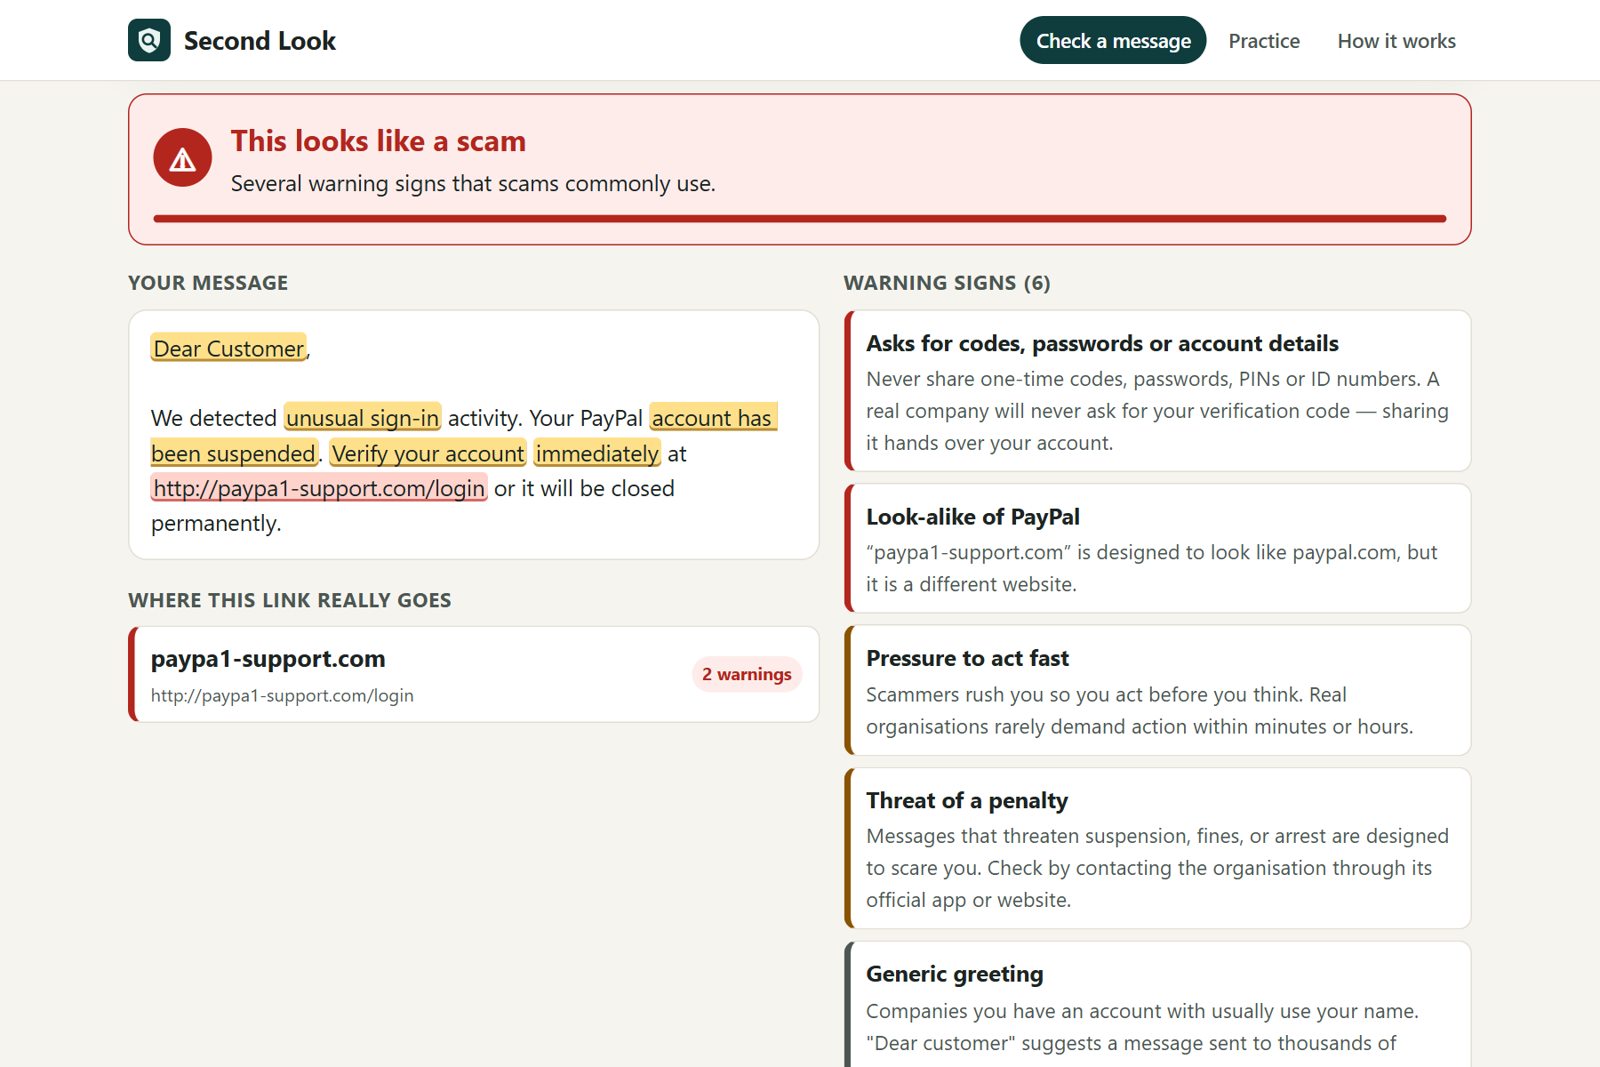 Second Look
Check a message
Practice
How it works
This looks like a scam
Several warning signs that scams commonly use.
YOUR MESSAGE
Dear Customer,
We detected unusual sign-in activity. Your PayPal account has
been suspended. Verify your account immediately at
http://paypa1-support.com/login or it will be closed
permanently.
WHERE THIS LINK REALLY GOES
paypa1-support.com
http://paypa1-support.com/login
2 warnings
WARNING SIGNS (6)
Asks for codes, passwords or account details
Never share one-time codes, passwords, PINs or ID numbers. A
real company will never ask for your verification code — sharing
it hands over your account.
Look-alike of PayPal
“paypa1-support.com” is designed to look like paypal.com, but
it is a different website.
Pressure to act fast
Scammers rush you so you act before you think. Real
organisations rarely demand action within minutes or hours.
Threat of a penalty
Messages that threaten suspension, fines, or arrest are designed
to scare you. Check by contacting the organisation through its
official app or website.
Generic greeting
Companies you have an account with usually use your name.
"Dear customer" suggests a message sent to thousands of